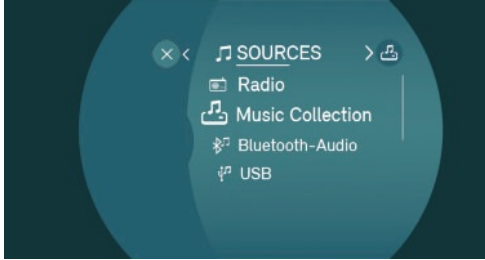 SOURCES
Radio
Music Collection
Bluetooth-Audio
USB